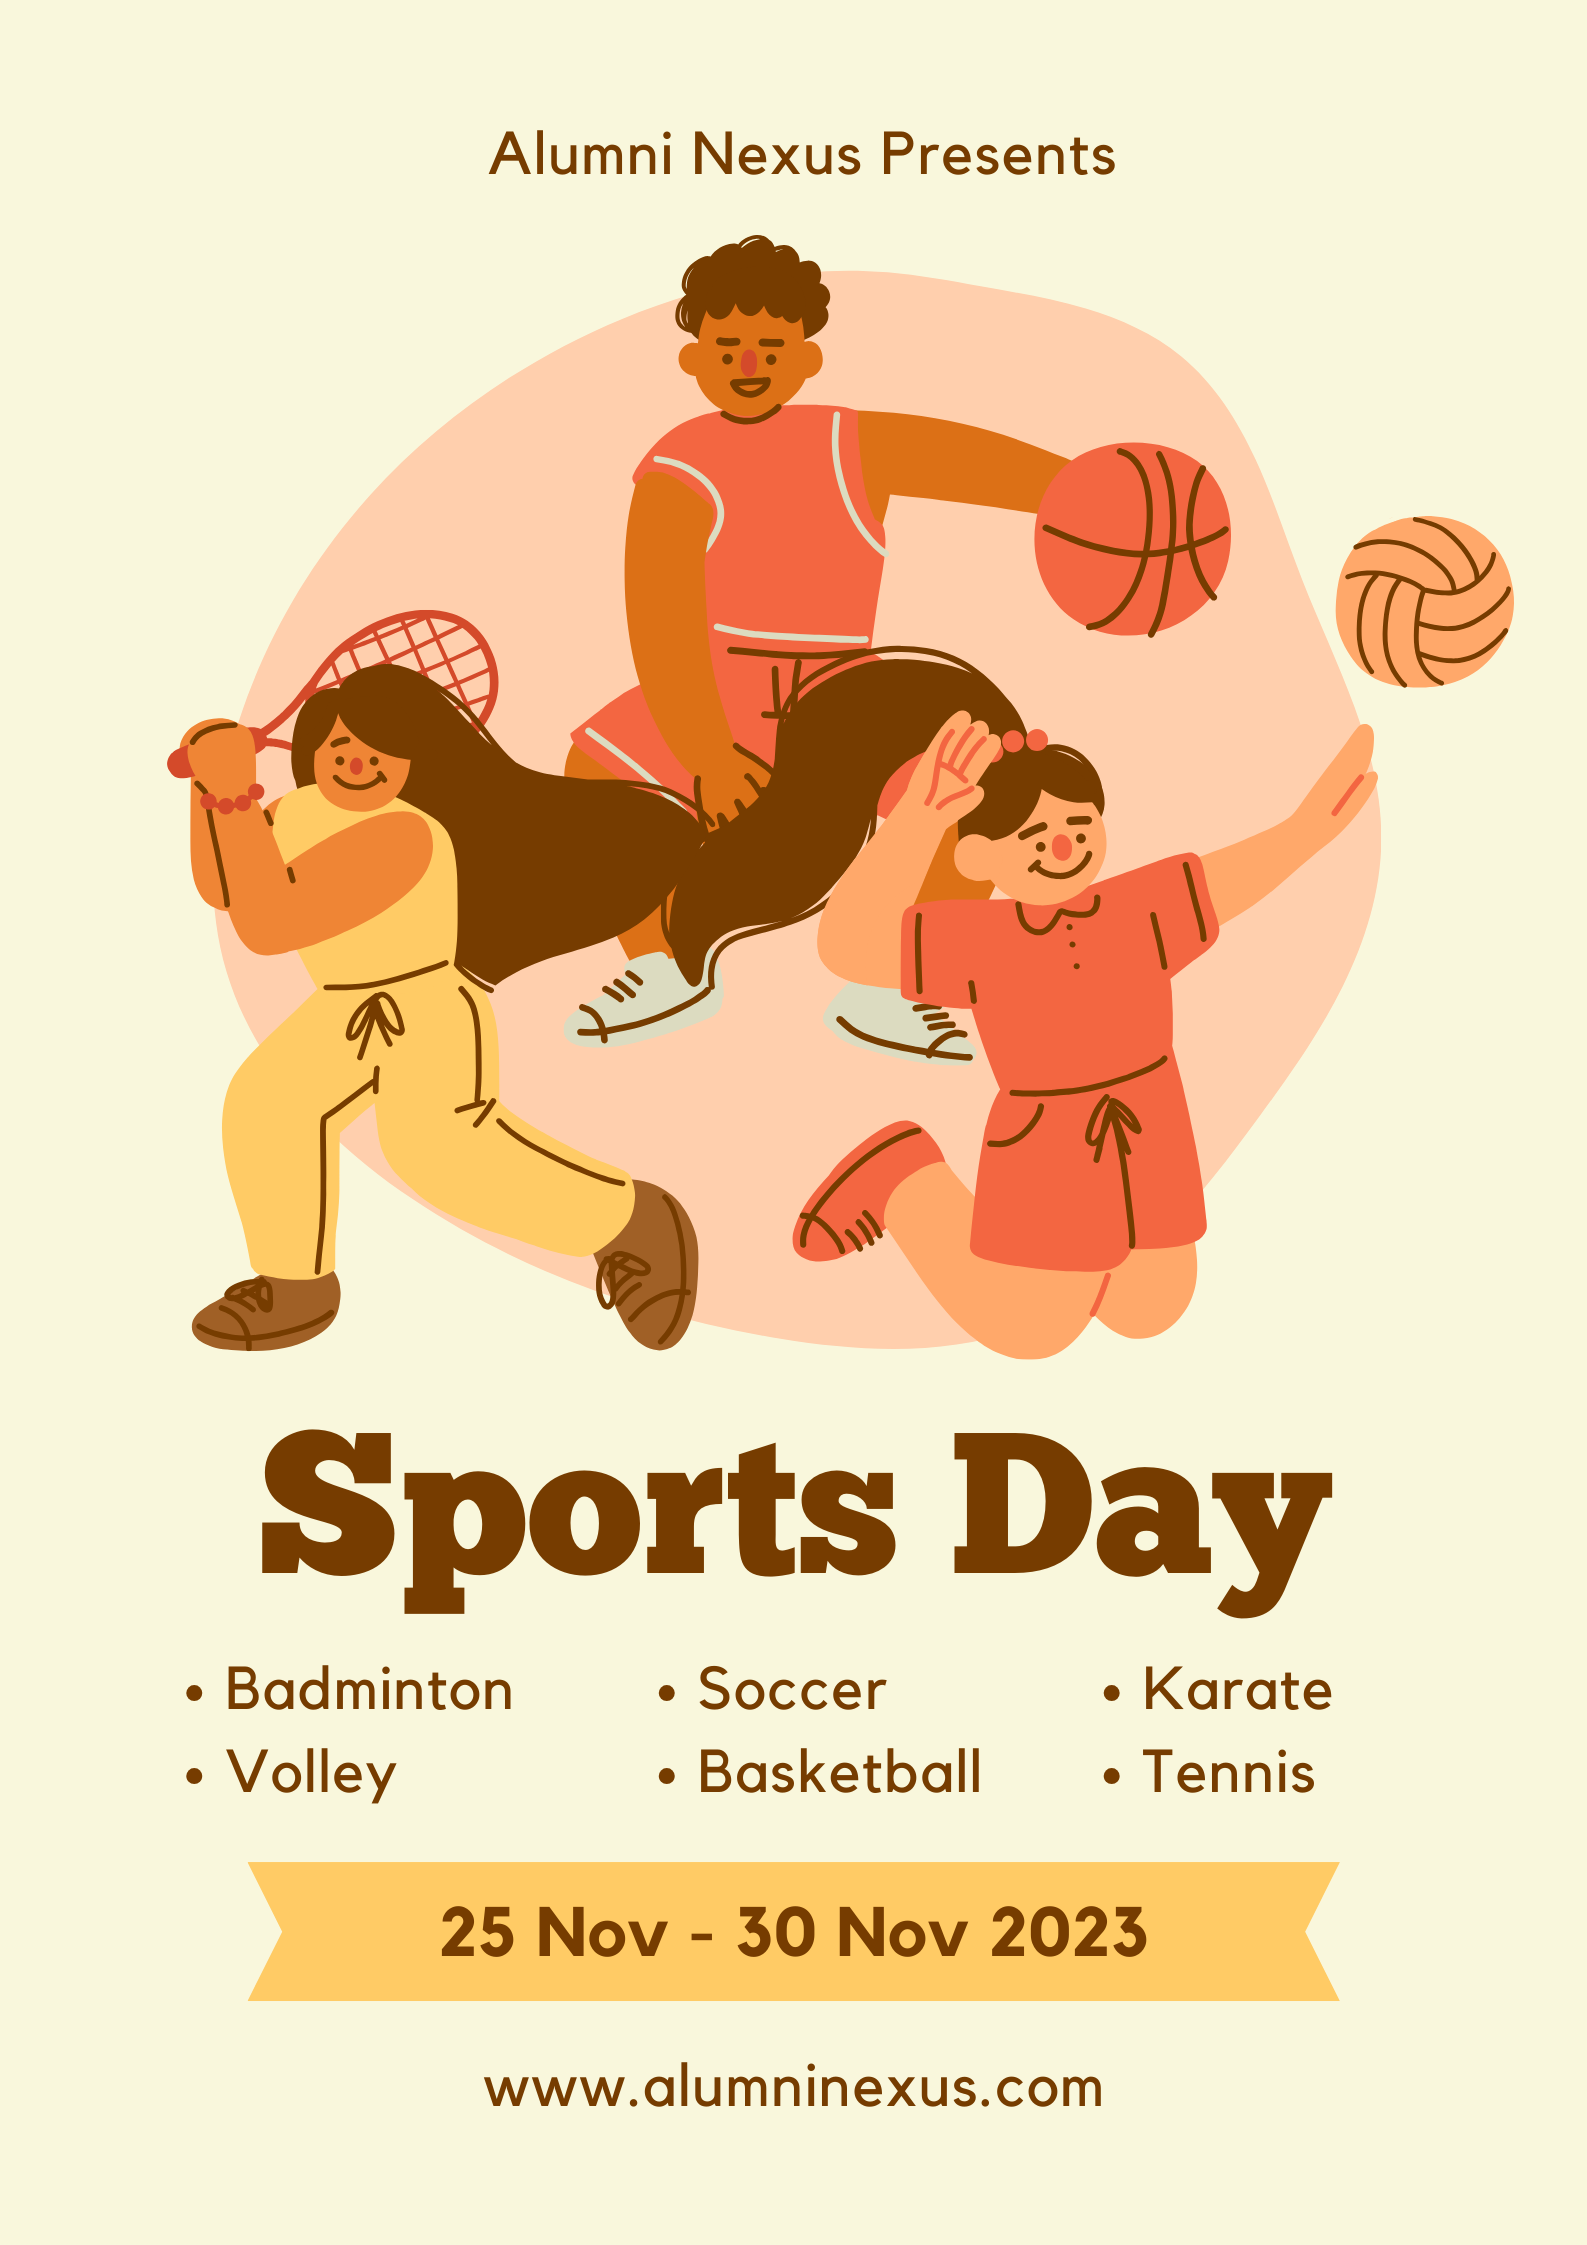 Alumni Nexus Presents
Sports Day
• Badminton
• Volley
• Soccer
• Basketball
• Karate
• Tennis
25 Nov - 30 Nov 2023
www.alumninexus.com